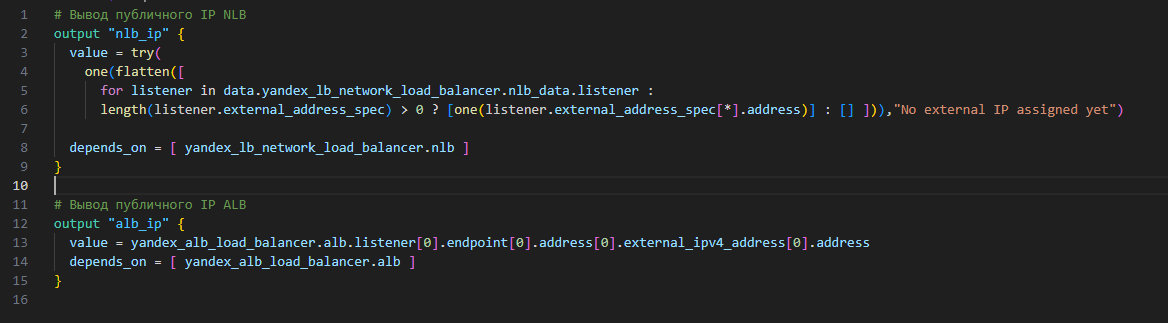 1 # Вывод публичного IP NLB
2 output "nlb_ip" {
3   value = try(
4     one(flatten([
5       for listener in data.yandex_lb_network_load_balancer.nlb_data.listener :
6       length(listener.external_address_spec) > 0 ? [one(listener.external_address_spec[*].address)] : [] ])),"No external IP assigned yet")
7
8   depends_on = [ yandex_lb_network_load_balancer.nlb ]
9 }
10
11 # Вывод публичного IP ALB
12 output "alb_ip" {
13   value = yandex_alb_load_balancer.alb.listener[0].endpoint[0].address[0].external_ipv4_address[0].address
14   depends_on = [ yandex_alb_load_balancer.alb ]
15 }
16